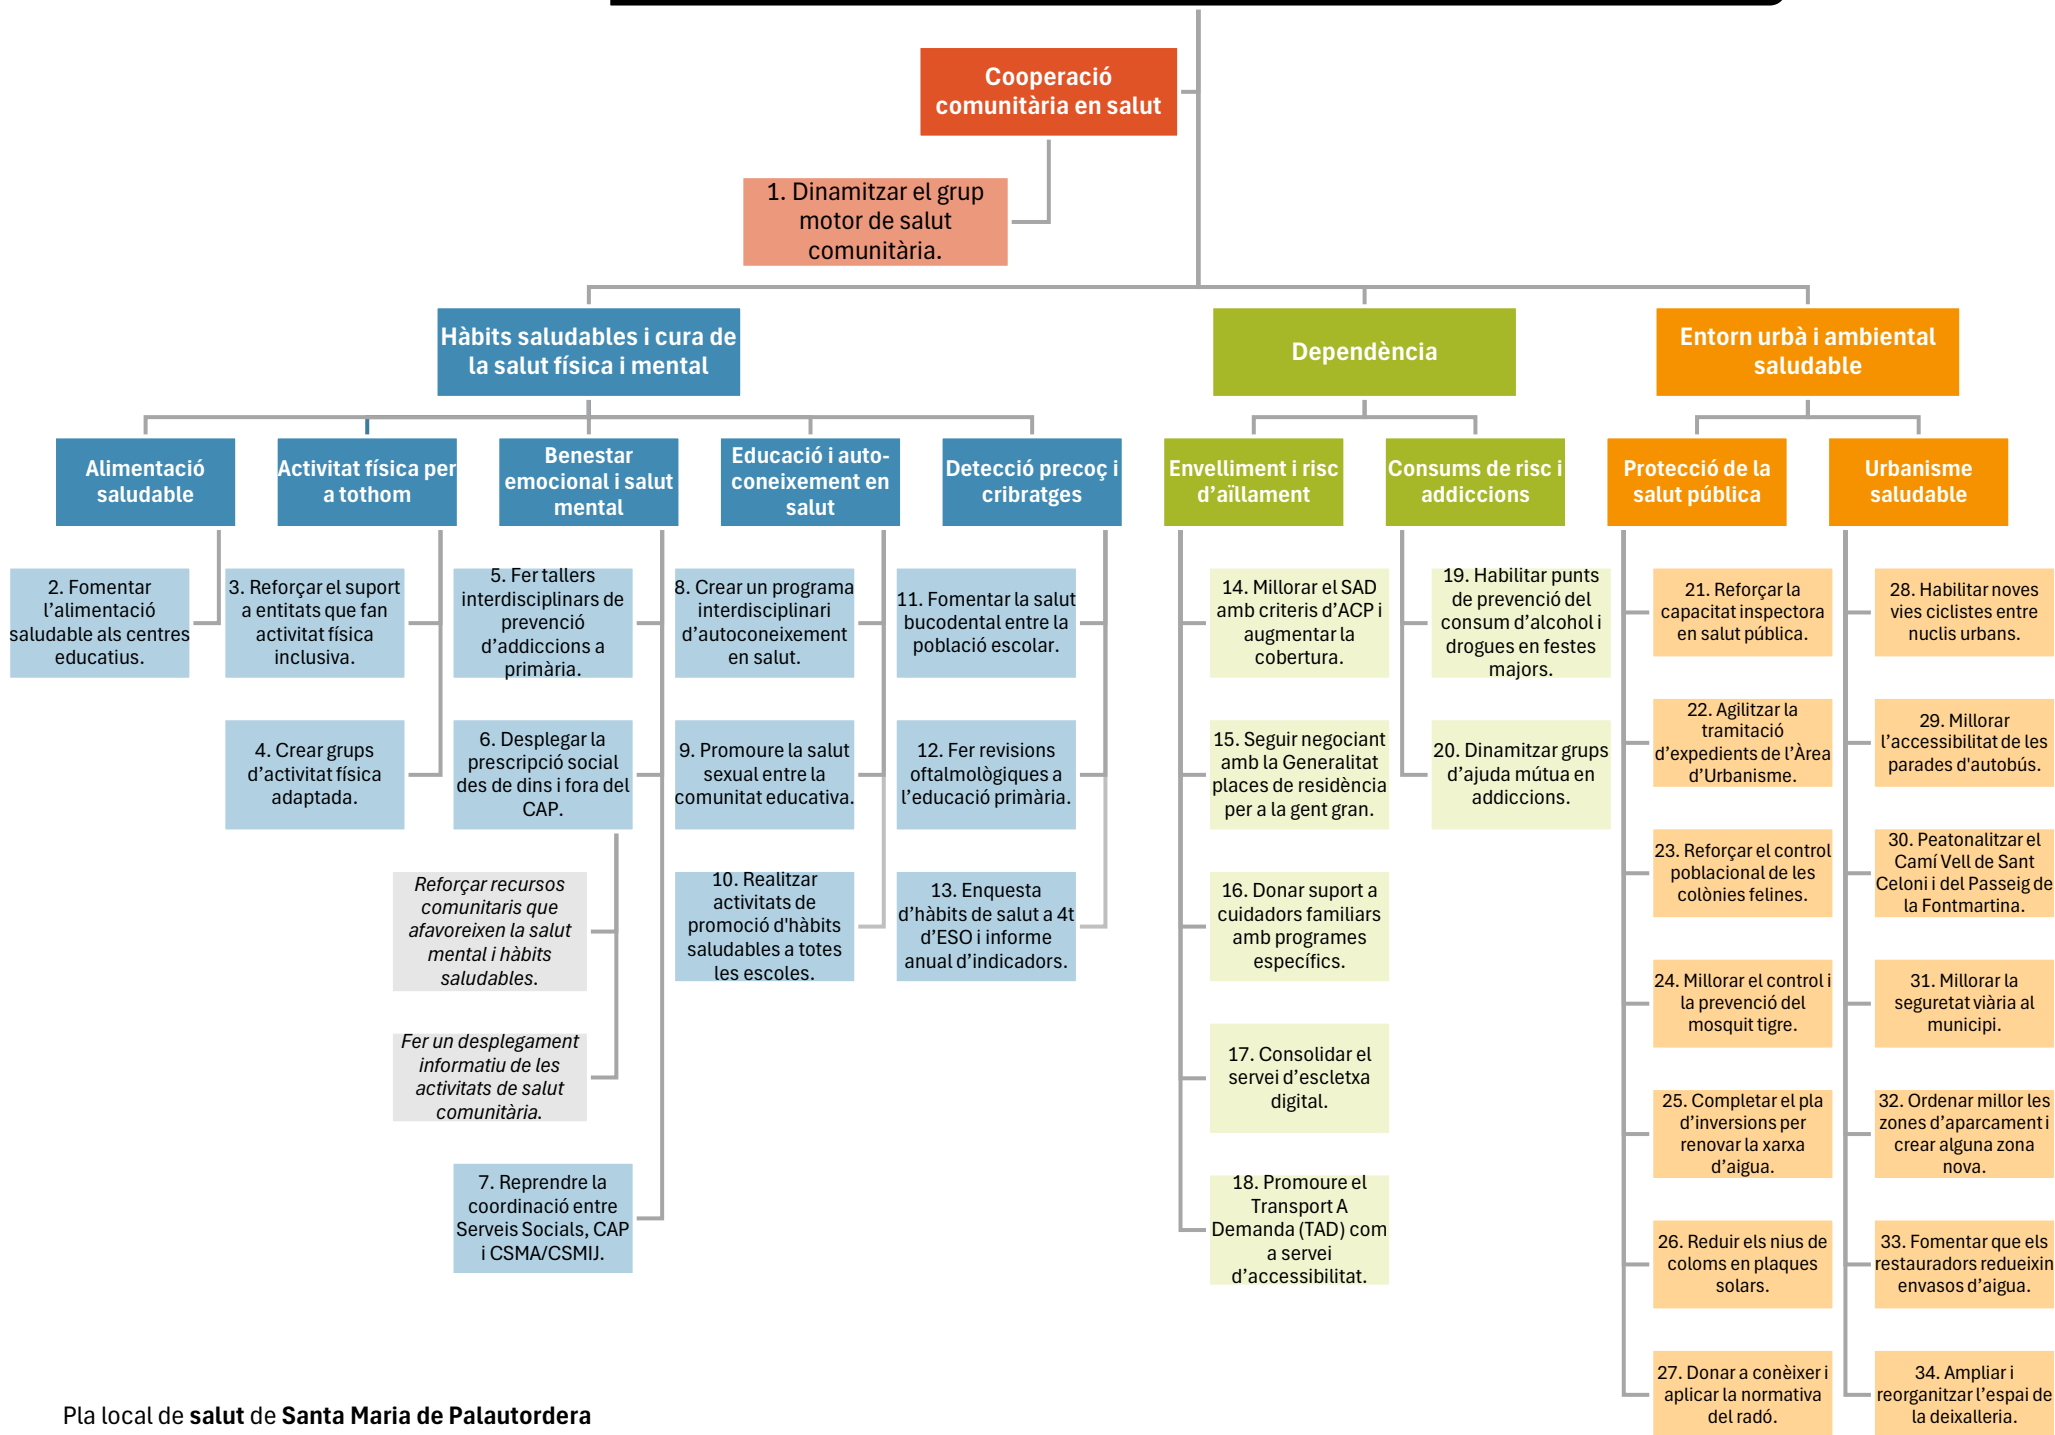 Cooperació
comunitària en salut
1. Dinamitzar el grup
motor de salut
comunitària.
Hàbits saludables i cura de
la salut física i mental
Dependència
Entorn urbà i ambiental
saludable
Alimentació
saludable
Activitat física per
a tothom
Benestar
emocional i salut
mental
Educació i auto-
coneixement en
salut
Detecció precoç i
cribratges
Envelliment i risc
d’aïllament
Consums de risc i
addiccions
Protecció de la
salut pública
Urbanisme
saludable
2. Fomentar
l’alimentació
saludable als centres
educatius.
3. Reforçar el suport
a entitats que fan
activitat física
inclusiva.
4. Crear grups
d’activitat física
adaptada.
5. Fer tallers
interdisciplinars de
prevenció
d’addiccions a
primària.
6. Desplegar la
prescripció social
des de dins i fora del
CAP.
Reforçar recursos
comunitaris que
afavoreixen la salut
mental i hàbits
saludables.
Fer un desplegament
informatiu de les
activitats de salut
comunitària.
7. Reprendre la
coordinació entre
Serveis Socials, CAP
i CSMA/CSMIJ.
8. Crear un programa
interdisciplinari
d’autoconeixement
en salut.
9. Promoure la salut
sexual entre la
comunitat educativa.
10. Realitzar
activitats de
promoció d'hàbits
saludables a totes
les escoles.
11. Fomentar la salut
bucodental entre la
població escolar.
12. Fer revisions
oftalmològiques a
l’educació primària.
13. Enquesta
d’hàbits de salut a 4t
d’ESO i informe
anual d’indicadors.
14. Millorar el SAD
amb criteris d’ACP i
augmentar la
cobertura.
15. Seguir negociant
amb la Generalitat
places de residència
per a la gent gran.
16. Donar suport a
cuidadors familiars
amb programes
específics.
17. Consolidar el
servei d’escletxa
digital.
18. Promoure el
Transport A
Demanda (TAD) com
a servei
d’accessibilitat.
19. Habilitar punts
de prevenció del
consum d’alcohol i
drogues en festes
majors.
20. Dinamitzar grups
d’ajuda mútua en
addiccions.
21. Reforçar la
capacitat inspectora
en salut pública.
22. Agilitzar la
tramitació
d’expedients de l’Àrea
d’Urbanisme.
23. Reforçar el control
poblacional de les
colònies felines.
24. Millorar el control i
la prevenció del
mosquit tigre.
25. Completar el pla
d’inversions per
renovar la xarxa
d’aigua.
26. Reduir els nius de
coloms en plaques
solars.
27. Donar a conèixer i
aplicar la normativa
del radó.
28. Habilitar noves
vies ciclistes entre
nuclis urbans.
29. Millorar
l’accessibilitat de les
parades d'autobús.
30. Peatonalitzar el
Camí Vell de Sant
Celoni i del Passeig de
la Fontmartina.
31. Millorar la
seguretat viària al
municipi.
32. Ordenar millor les
zones d’aparcament i
crear alguna zona
nova.
33. Fomentar que els
restauradors redueixin
envasos d’aigua.
34. Ampliar i
reorganitzar l’espai de
la deixalleria.
Pla local de salut de Santa Maria de Palautordera